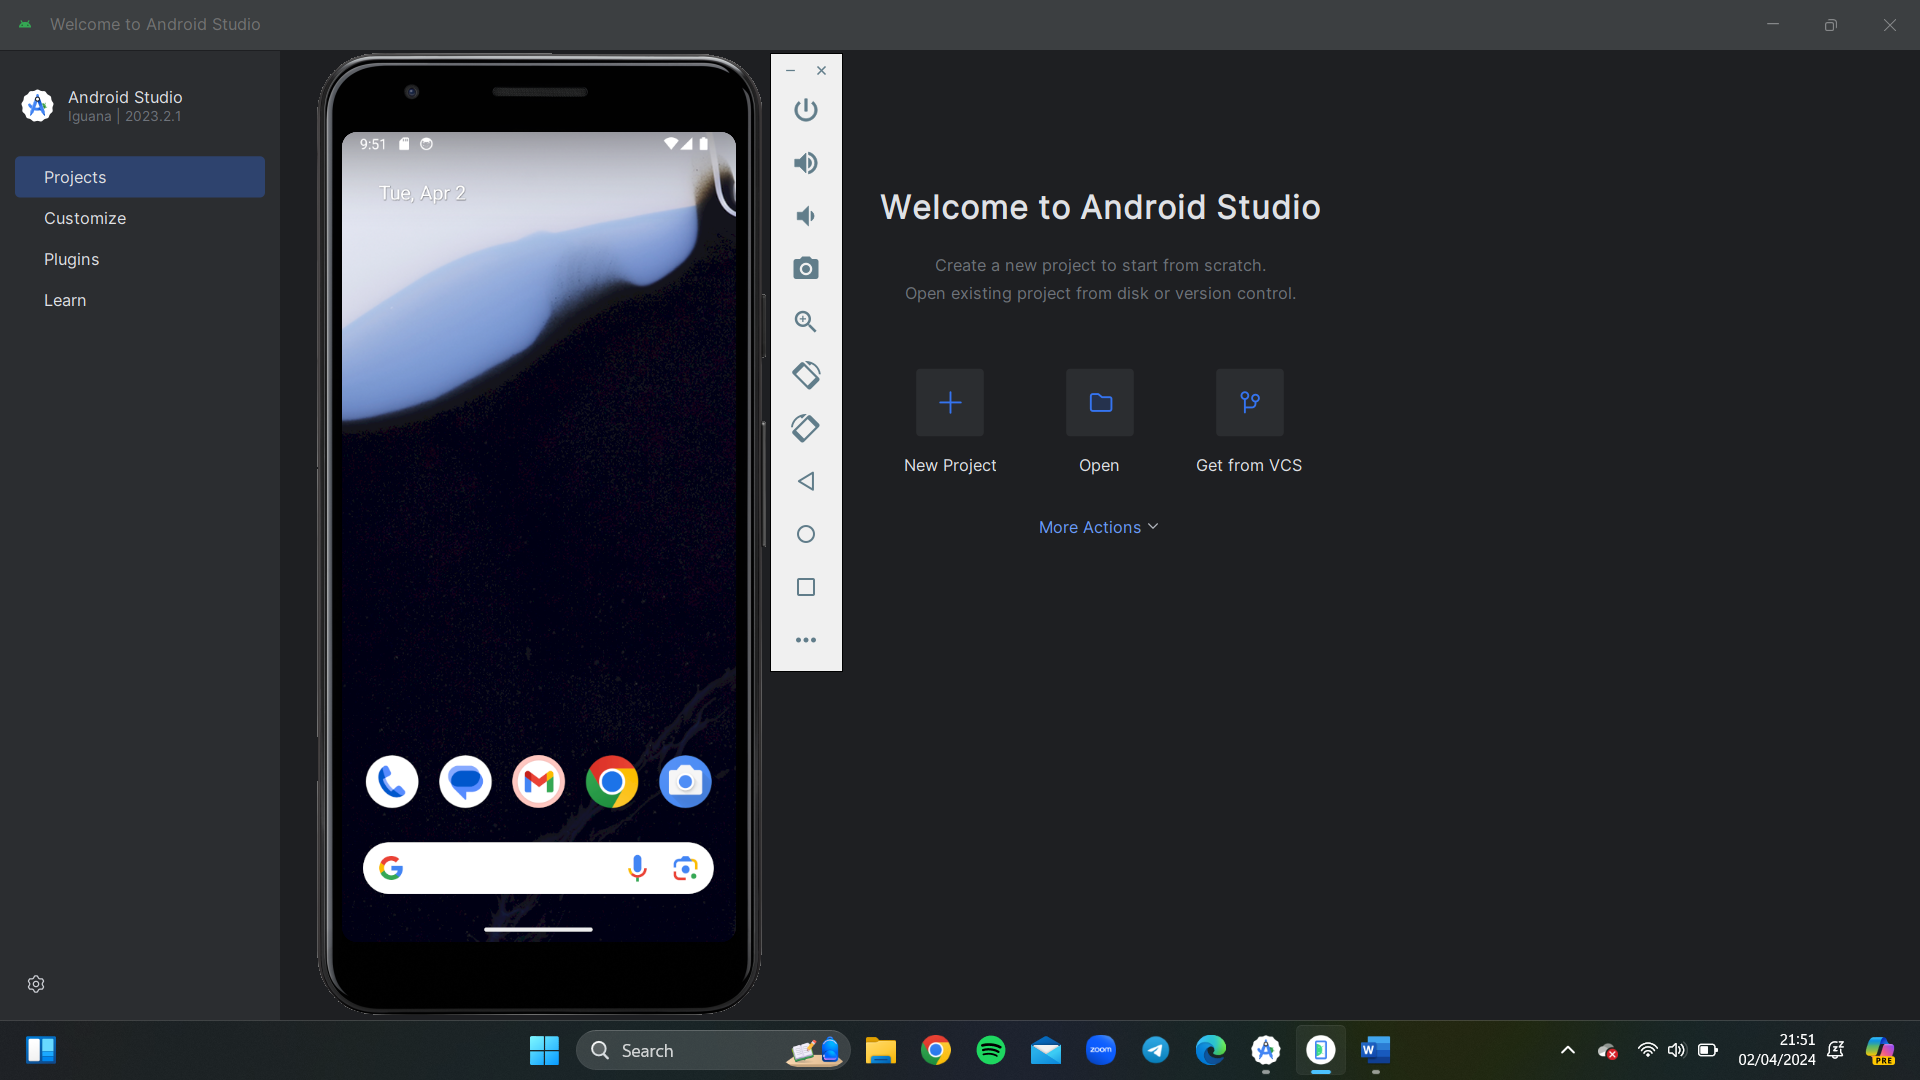 Welcome to Android Studio
Android Studio
Iguana | 2023.2.1
Projects
Customize
Plugins
Learn
9:51
Tue, Apr 2
Welcome to Android Studio
Create a new project to start from scratch.
Open existing project from disk or version control.
New Project
Open
Get from VCS
More Actions
Search
zoom
W
21:51
02/04/2024
PRE